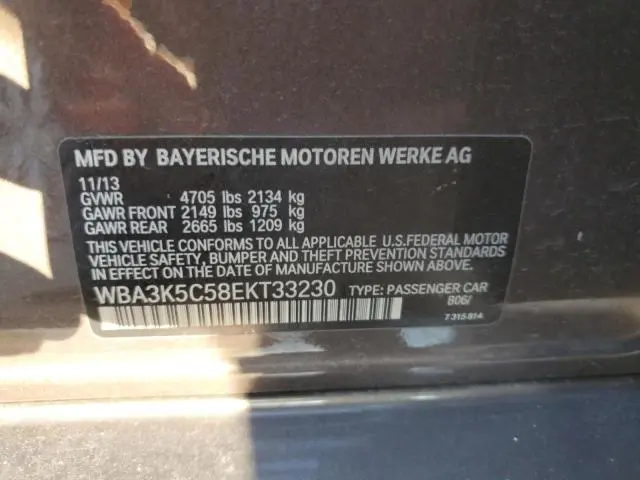 MFD BY BAYERISCHE MOTOREN WERKE AG
11/13
GVWR 4705 lbs 2134 kg
GAWR FRONT 2149 lbs 975 kg
GAWR REAR 2665 lbs 1209 kg
THIS VEHICLE CONFORMS TO ALL APPLICABLE U.S.FEDERAL MOTOR
VEHICLE SAFETY, BUMPER AND THEFT PREVENTION STANDARDS
IN EFFECT ON THE DATE OF MANUFACTURE SHOWN ABOVE.
WBA3K5C58EKT33230 TYPE: PASSENGER CAR
B06/
7315814